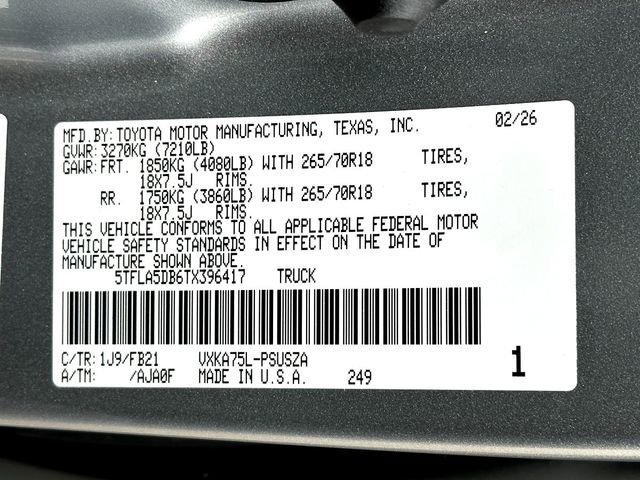 MFD.BY:TOYOTA MOTOR MANUFACTURING, TEXAS, INC. 02/26
GVWR:3270KG (7210LB)
GAWR:FRT. 1850KG (4080LB) WITH 265/70R18 TIRES,
18X7.5J RIMS.
RR. 1750KG (3860LB) WITH 265/70R18 TIRES,
18X7.5J RIMS.
THIS VEHICLE CONFORMS TO ALL APPLICABLE FEDERAL MOTOR
VEHICLE SAFETY STANDARDS IN EFFECT ON THE DATE OF
MANUFACTURE SHOWN ABOVE.
5TFLA5DB6TX396417 TRUCK
C/TR:1J9/FB21 VXKA75L-PSUSZA
A/TM: /AJA0F MADE IN U.S.A. 249 1